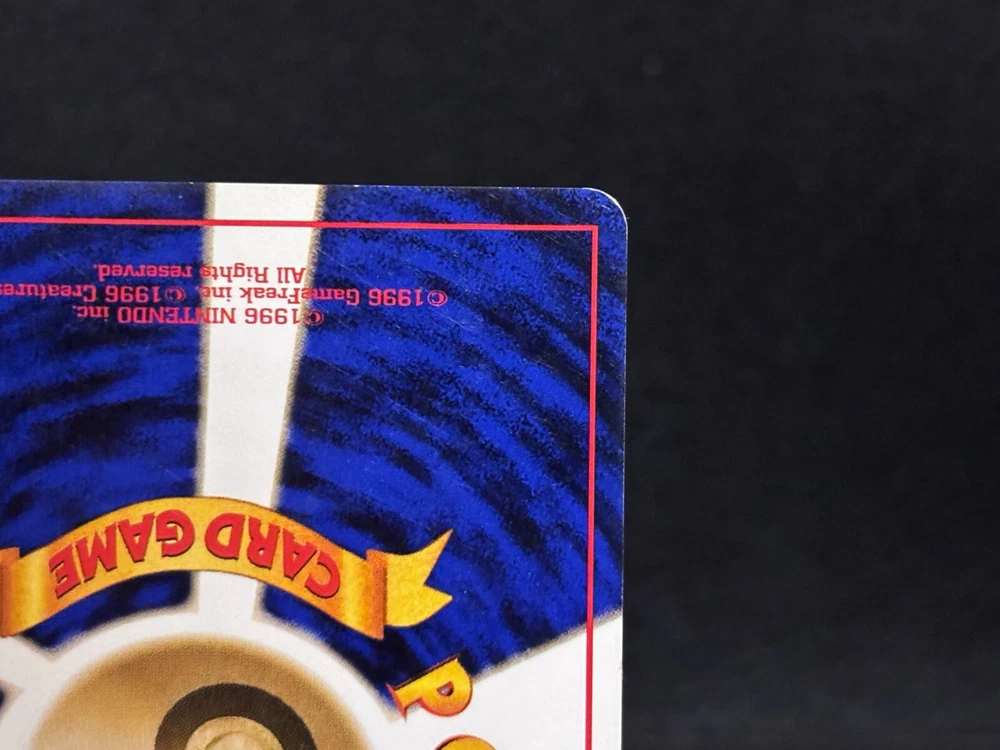 ©1996 NINTENDO inc.
©1996 GameFreak inc. ©1996 Creatures
All Rights reserved.
CARD GAME
P